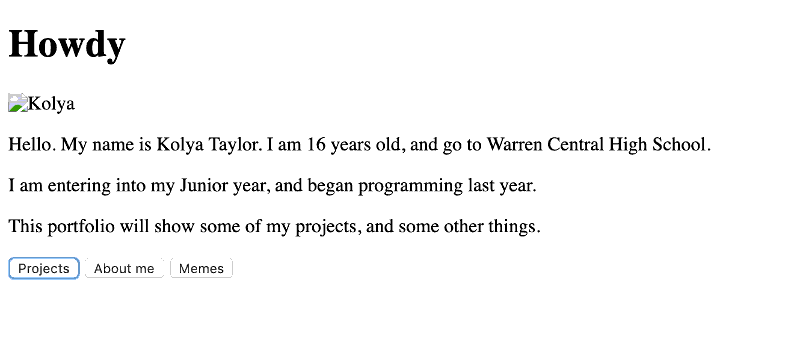 Howdy
Kolya
Hello. My name is Kolya Taylor. I am 16 years old, and go to Warren Central High School.
I am entering into my Junior year, and began programming last year.
This portfolio will show some of my projects, and some other things.
Projects About me Memes